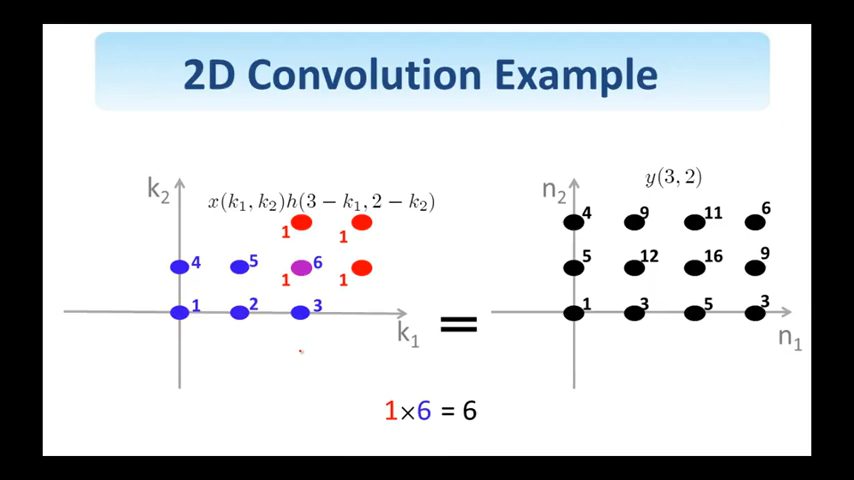 2D Convolution Example
k₂
x(k₁, k₂)h(3 − k₁, 2 − k₂)
1 1
4 5 6
1 1
1 2 3
k₁
=
n₂
y(3, 2)
4 9 11 6
5 12 16 9
1 3 5 3
n₁
1×6 = 6